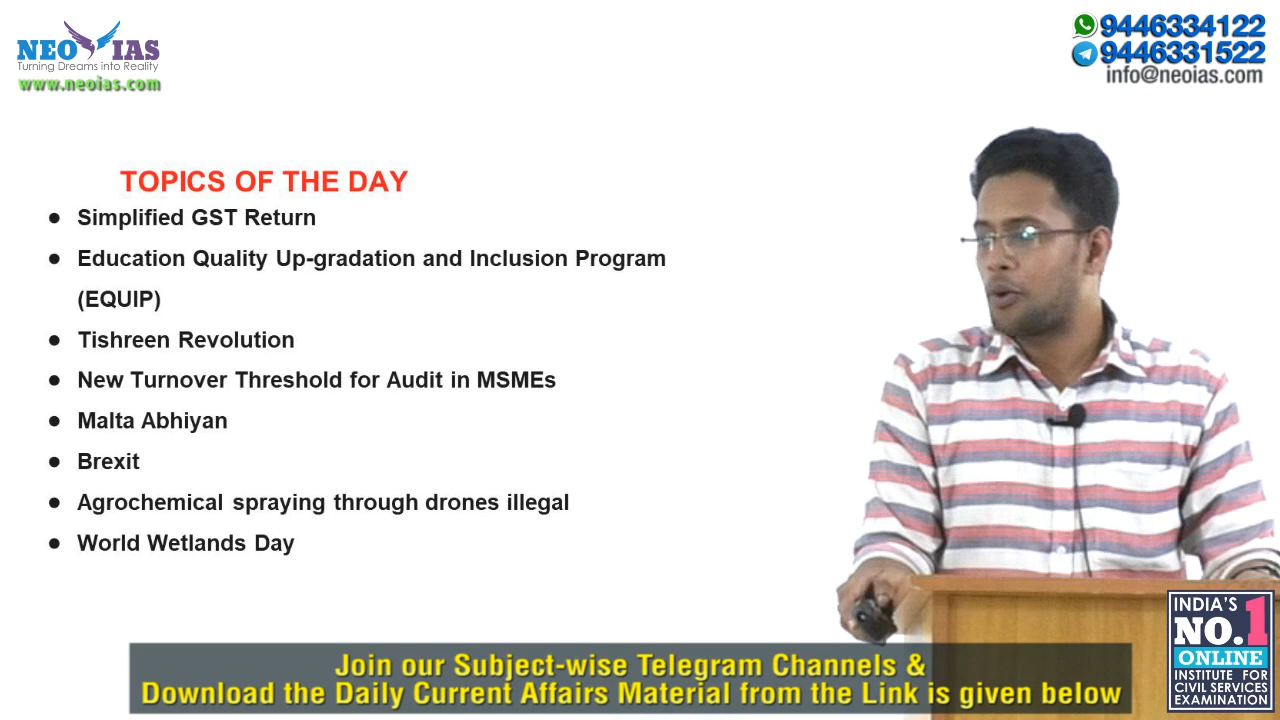 NEO IAS
Turning Dreams into Reality
www.neoias.com
9446334122
9446331522
info@neoias.com
TOPICS OF THE DAY
● Simplified GST Return
● Education Quality Up-gradation and Inclusion Program
(EQUIP)
● Tishreen Revolution
● New Turnover Threshold for Audit in MSMEs
● Malta Abhiyan
● Brexit
● Agrochemical spraying through drones illegal
● World Wetlands Day
Join our Subject-wise Telegram Channels &
Download the Daily Current Affairs Material from the Link is given below
INDIA'S
NO.1
ONLINE
INSTITUTE FOR
CIVIL SERVICES
EXAMINATION